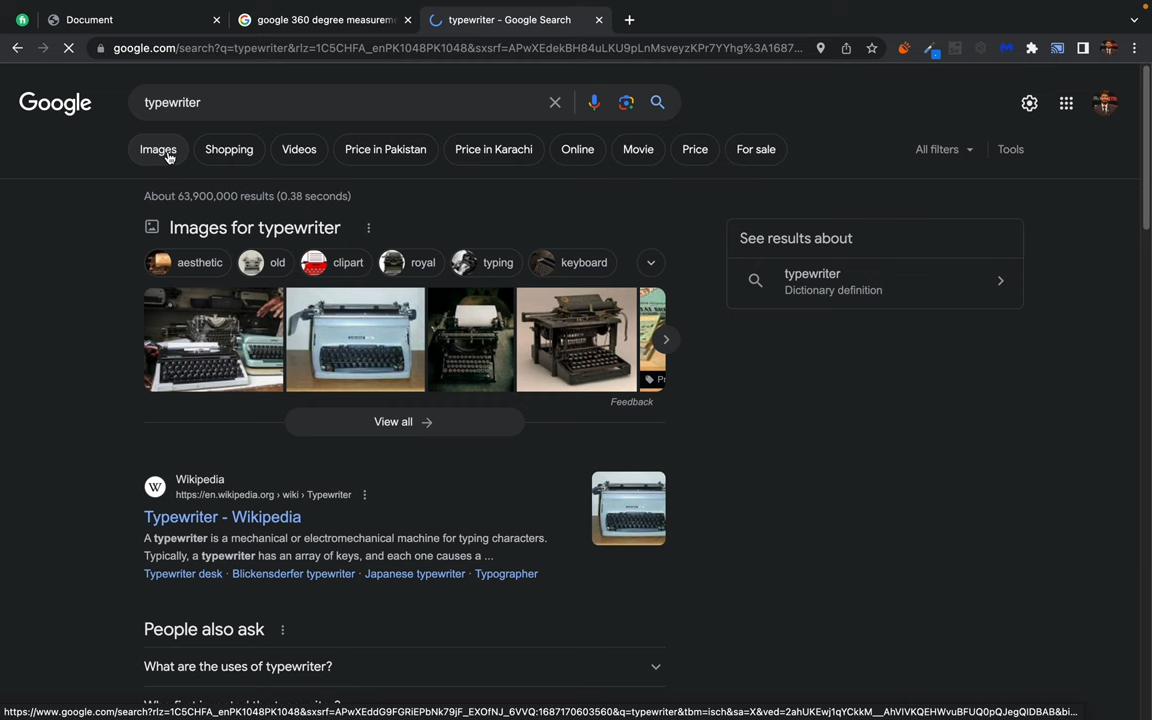 Document
google 360 degree measurem
typewriter - Google Search
google.com/search?q=typewriter&rlz=1C5CHFA_enPK1048PK1048&sxsrf=APwXEdekBH84uLKU9pLnMsveyzKPr7YYhg%3A1687...
Google
typewriter
Images
Shopping
Videos
Price in Pakistan
Price in Karachi
Online
Movie
Price
For sale
All filters
Tools
About 63,900,000 results (0.38 seconds)
Images for typewriter
aesthetic
old
clipart
royal
typing
keyboard
See results about
typewriter
Dictionary definition
Feedback
View all
Wikipedia
https://en.wikipedia.org › wiki › Typewriter
Typewriter - Wikipedia
A typewriter is a mechanical or electromechanical machine for typing characters.
Typically, a typewriter has an array of keys, and each one causes a ...
Typewriter desk · Blickensderfer typewriter · Japanese typewriter · Typographer
People also ask
What are the uses of typewriter?
https://www.google.com/search?rlz=1C5CHFA_enPK1048PK1048&sxsrf=APwXEddG9FGRiEPbNk79jF_EXOfNJ_6VVQ:1687170603560&q=typewriter&tbm=isch&sa=X&ved=2ahUKEwj1qYCkkM__AhVIVKQEHWvuBFUQ0pQJegQIDBAB&bi...